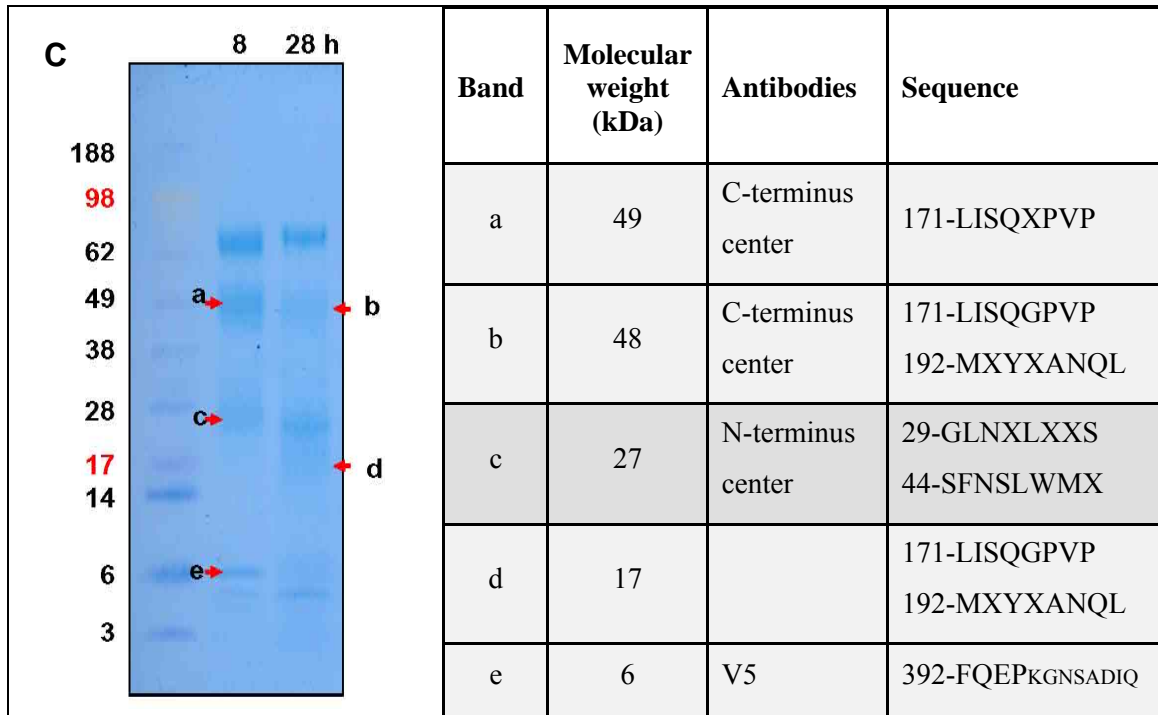 C
8 28 h
188
98
62
49
38
28
17
14
6
3
a
b
c
d
e
Band Molecular weight (kDa) Antibodies Sequence
a 49 C-terminus center 171-LISQXPVP
b 48 C-terminus center 171-LISQGPVP
192-MXYXANQL
c 27 N-terminus center 29-GLNXLXXS
44-SFNSLWMX
d 17 171-LISQGPVP
192-MXYXANQL
e 6 V5 392-FQEPKGNSADIQ